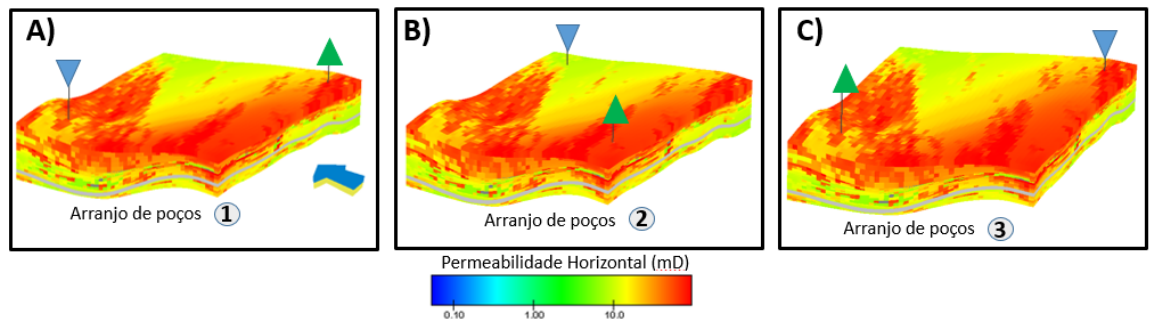 A)
B)
C)
Arranjo de poços 1
Arranjo de poços 2
Arranjo de poços 3
Permeabilidade Horizontal (mD)
0.10 1.00 10.0